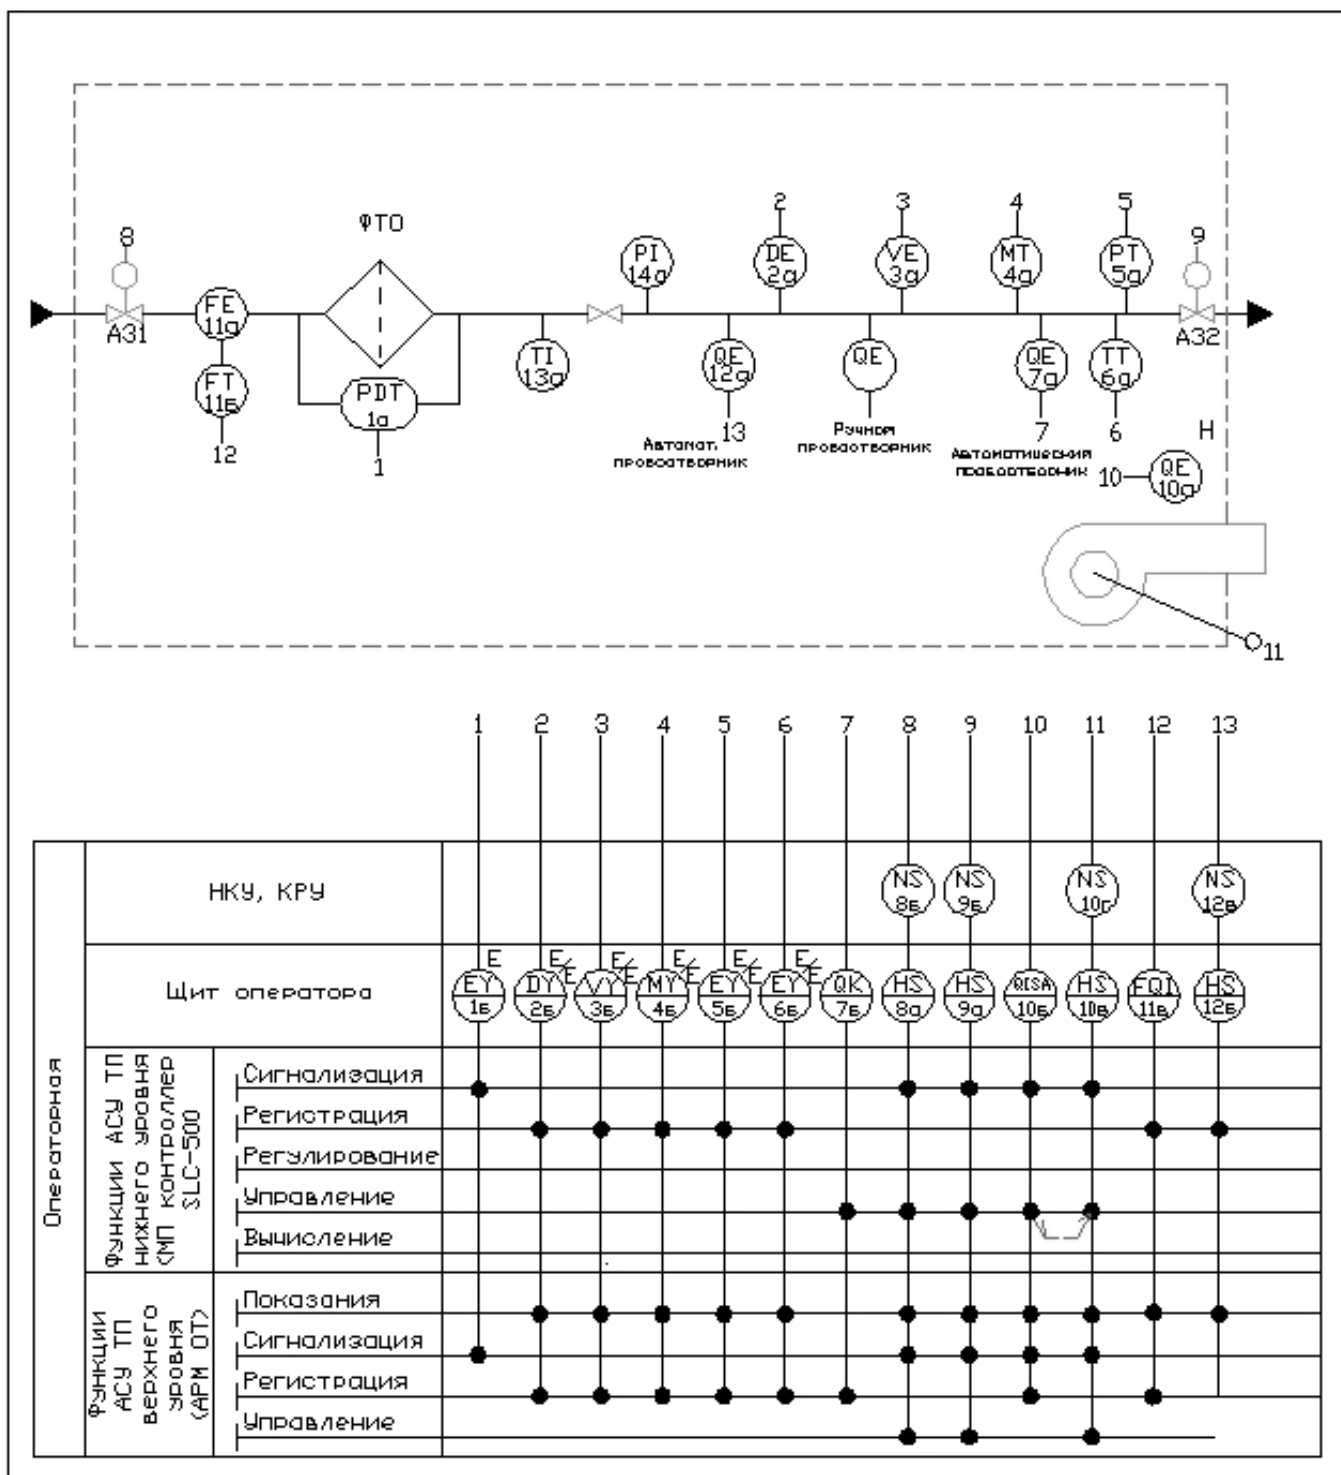 2 3 4 5
8 ФТО 9
PI DE VE MT PT
14а 2а 3а 4а 5а
FE
11а
АЗ1 АЗ2
FT
11Б
TI QE QE QE TT
13а 12а 7а 6а
PDT
1а
12 1
Автомат. 13
пробоотборник
Ручной
пробоотборник
7 6 Н
Автоматический
пробоотборник
10 QE
10а
11
1 2 3 4 5 6 7 8 9 10 11 12 13
НКУ, КРУ
NS NS NS NS
8Б 9Б 10г 12в
Щит оператора
E E E E E E E E E E E
EY DY VY MY EY EY QK HS HS QISA HS FQI HS
1Б 2Б 3Б 4Б 5Б 6Б 7Б 8а 9а 10Б 10в 11в 12Б
Операторная
Функции АСУ ТП
нижнего уровня
(МП контроллер
SLC-500
Сигнализация
Регистрация
Регулирование
Управление
Вычисление
Функции
АСУ ТП
верхнего
уровня
(АРМ ОТ)
Показания
Сигнализация
Регистрация
Управление